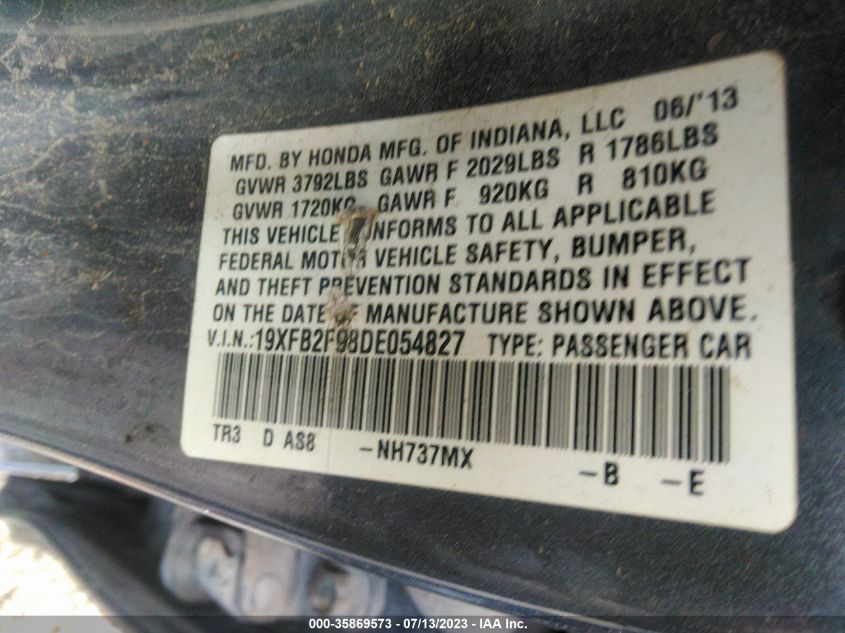 MFD. BY HONDA MFG. OF INDIANA, LLC 06/'13
GVWR 3792LBS GAWR F 2029LBS R 1786LBS
GVWR 1720KG GAWR F 920KG R 810KG
THIS VEHICLE CONFORMS TO ALL APPLICABLE
FEDERAL MOTOR VEHICLE SAFETY, BUMPER,
AND THEFT PREVENTION STANDARDS IN EFFECT
ON THE DATE OF MANUFACTURE SHOWN ABOVE.
V.I.N.:19XFB2F98DE054827 TYPE: PASSENGER CAR
TR3 D AS8 -NH737MX -B -E
000-35869573 - 07/13/2023 - IAA Inc.